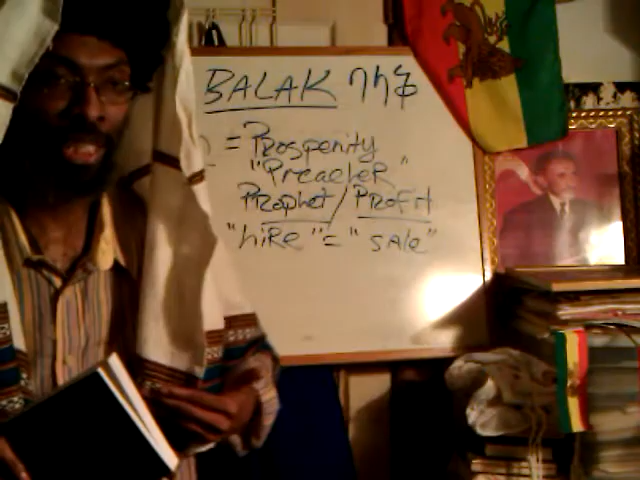 BALAK ባላቅ
= Prosperity
"Preacher"
Prophet / Profit
"hire" = "sale"